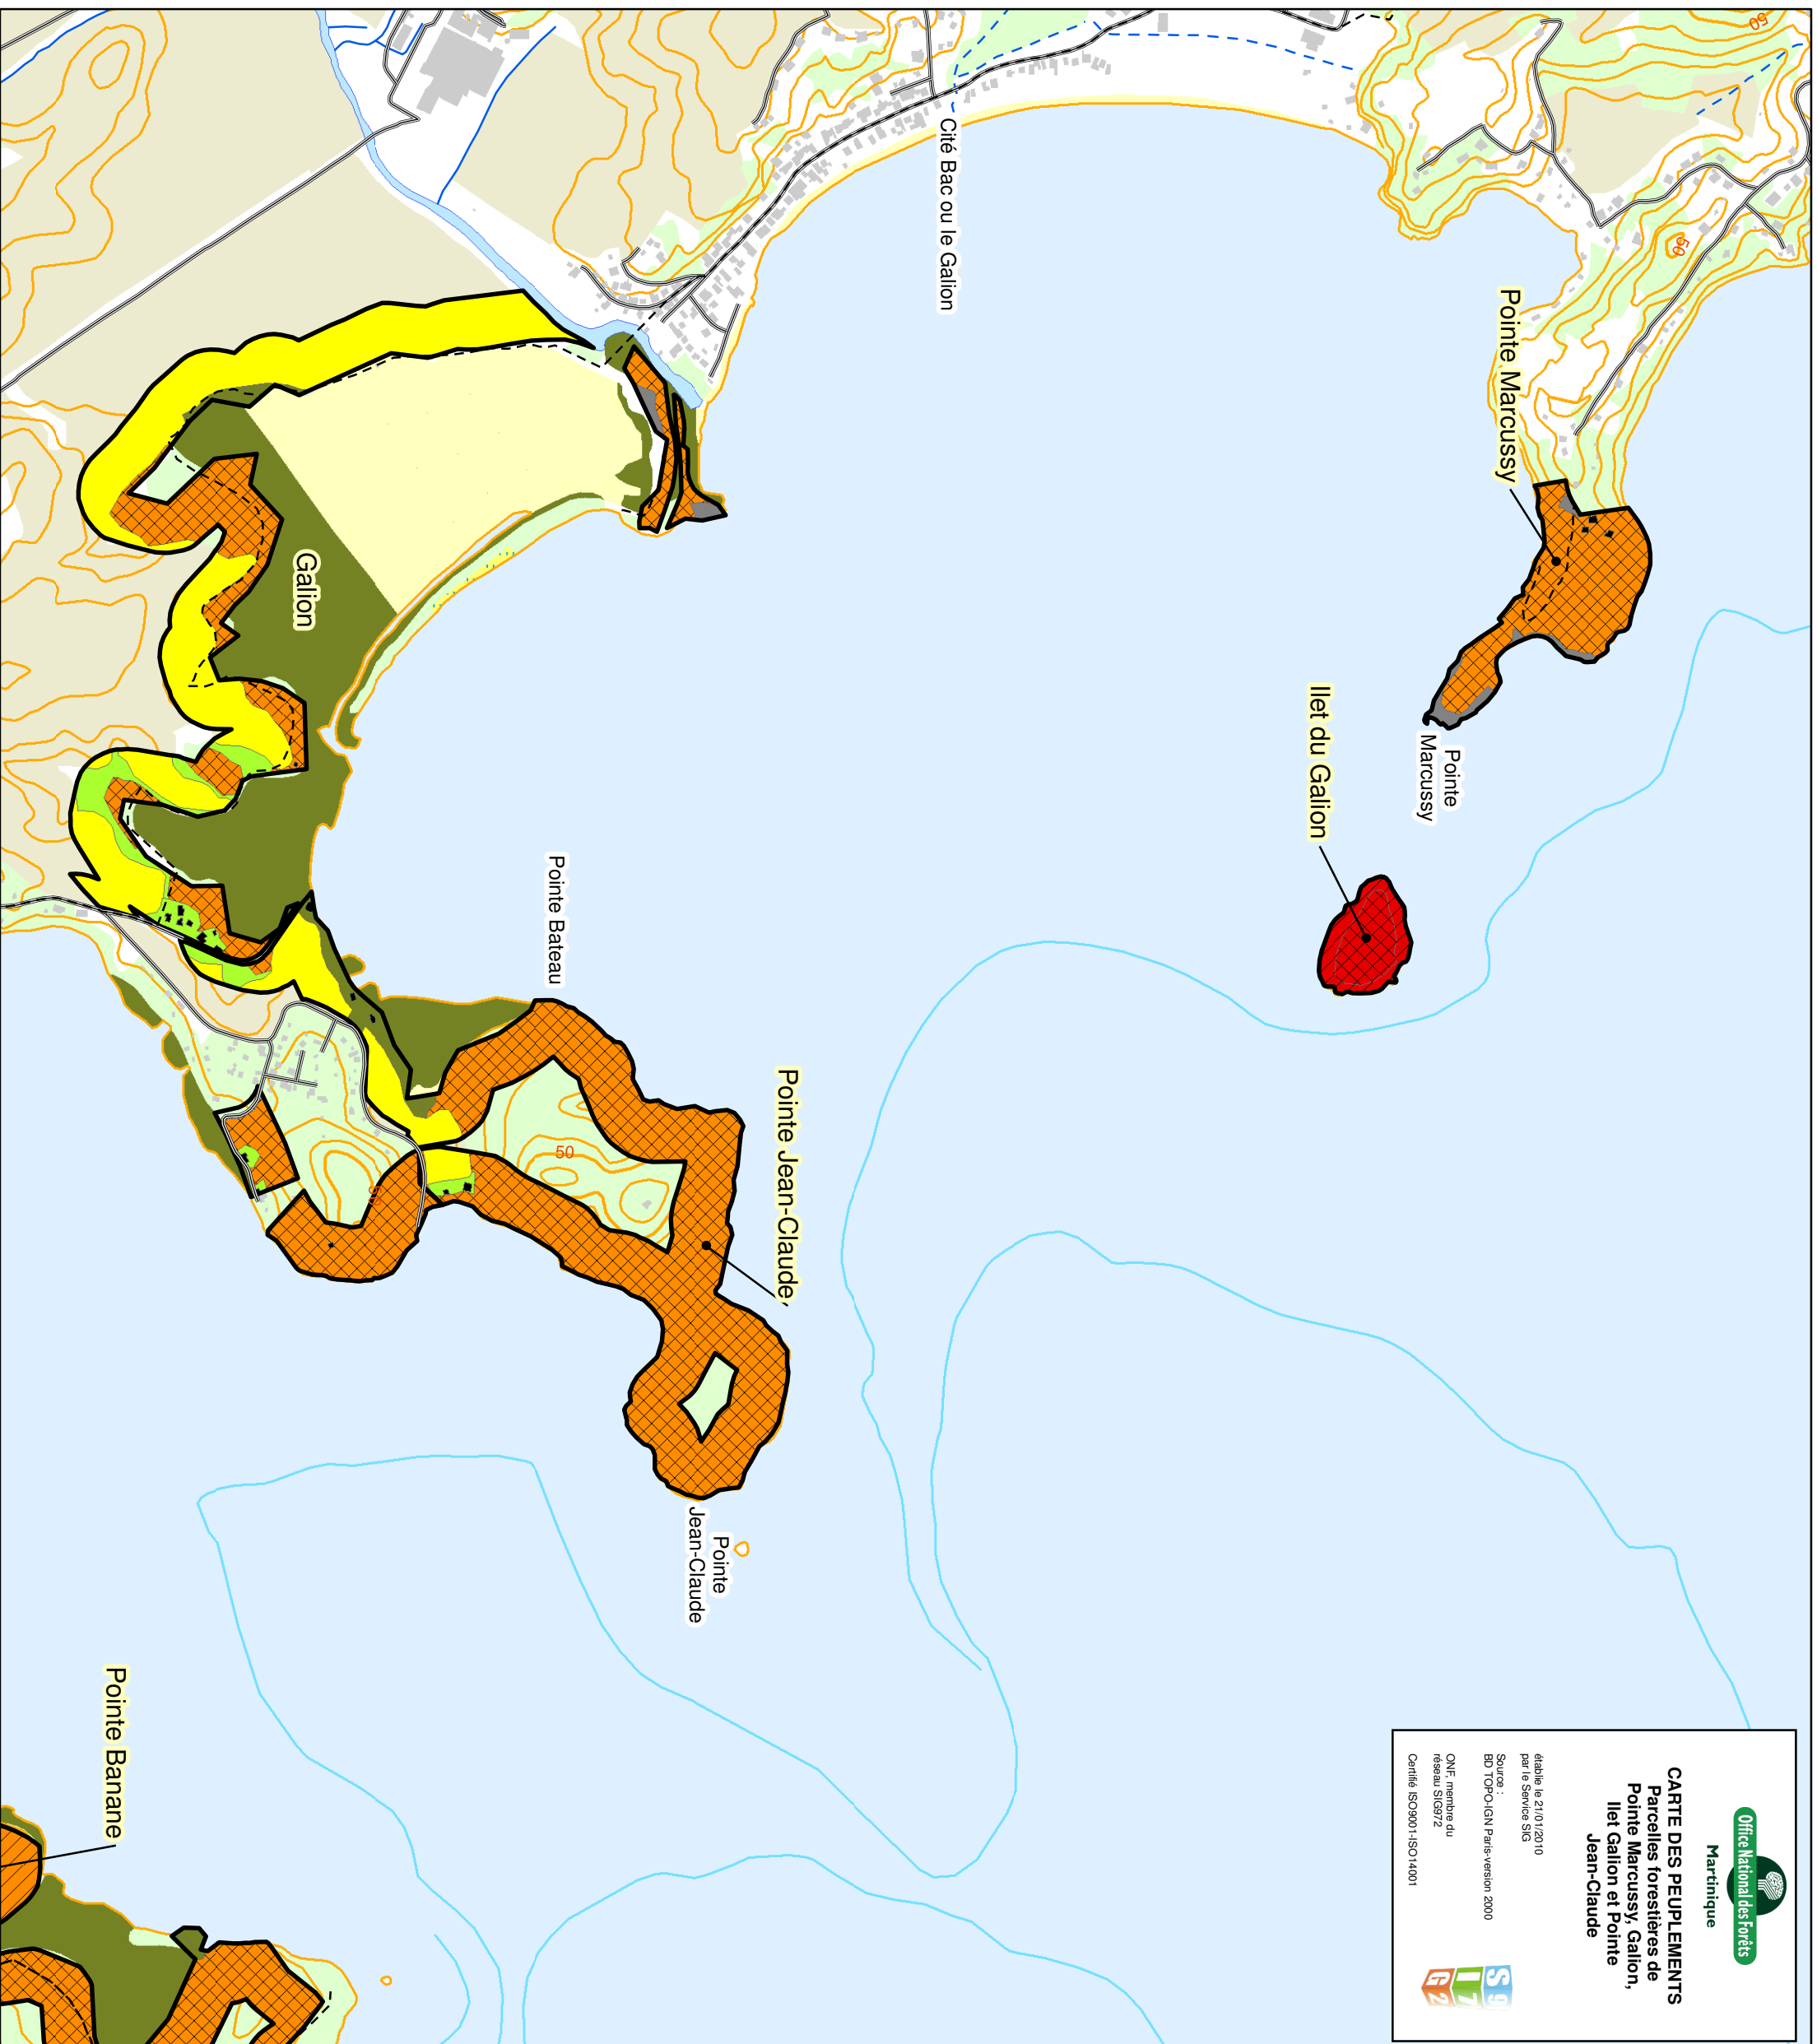 Office National des Forêts
Martinique
CARTE DES PEUPLEMENTS
Parcelles forestières de
Pointe Marcussy, Galion,
Ilet Galion et Pointe
Jean-Claude
établie le 21/01/2010
par le Service SIG
Source :
BD TOPO-IGN Paris-version 2000
ONF, membre du
réseau SIG972
Certifié ISO9001-ISO14001
50
50
Pointe Marcussy
Pointe
Marcussy
Ilet du Galion
Cité Bac ou le Galion
Pointe Jean-Claude
Pointe
Jean-Claude
Pointe Bateau
50
50
Galion
Pointe Banane